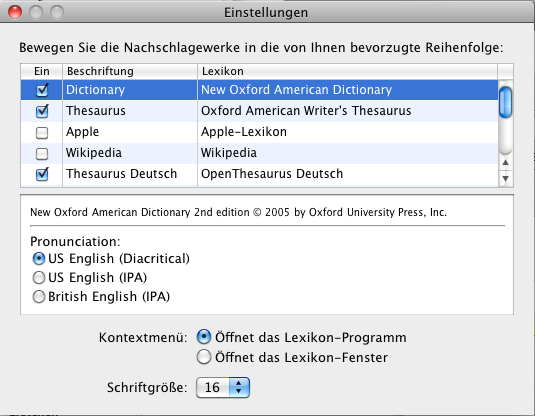 Einstellungen
Bewegen Sie die Nachschlagewerke in die von Ihnen bevorzugte Reihenfolge:
Ein Beschriftung Lexikon
Dictionary New Oxford American Dictionary
Thesaurus Oxford American Writer's Thesaurus
Apple Apple-Lexikon
Wikipedia Wikipedia
Thesaurus Deutsch OpenThesaurus Deutsch
New Oxford American Dictionary 2nd edition © 2005 by Oxford University Press, Inc.
Pronunciation:
US English (Diacritical)
US English (IPA)
British English (IPA)
Kontextmenü: Öffnet das Lexikon-Programm
Öffnet das Lexikon-Fenster
Schriftgröße: 16